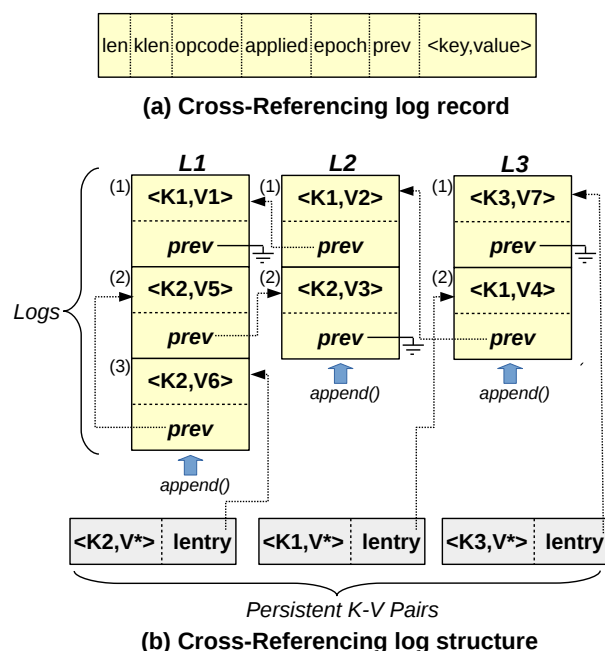 len klen opcode applied epoch prev <key,value>
(a) Cross-Referencing log record
L1 L2 L3
(1) <K1,V1> (1) <K1,V2> (1) <K3,V7>
prev prev prev
(2) <K2,V5> (2) <K2,V3> (2) <K1,V4>
Logs
prev prev prev
(3) <K2,V6> append() append()
prev
append()
<K2,V*> lentry <K1,V*> lentry <K3,V*> lentry
Persistent K-V Pairs
(b) Cross-Referencing log structure